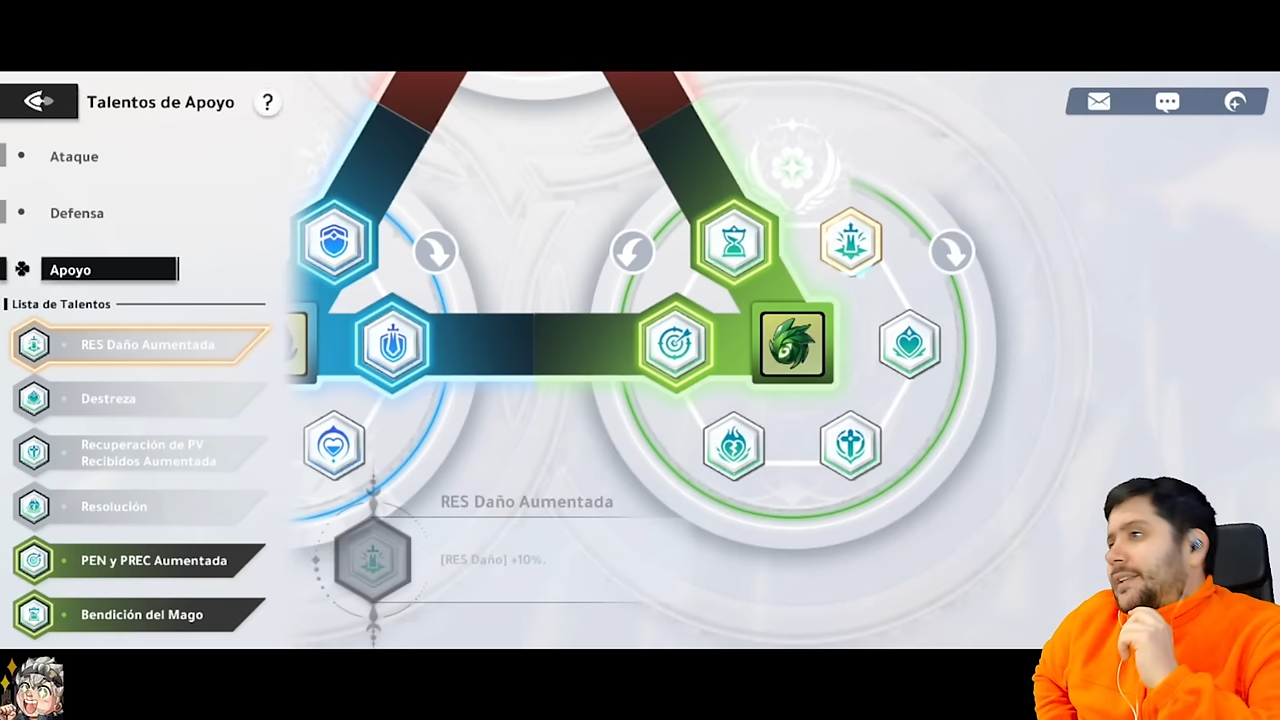 Talentos de Apoyo
?
Ataque
Defensa
Apoyo
Lista de Talentos
RES Daño Aumentada
Destreza
Recuperación de PV
Recibidos Aumentada
Resolución
PEN y PREC Aumentada
Bendición del Mago
RES Daño Aumentada
[RES Daño] +10%.